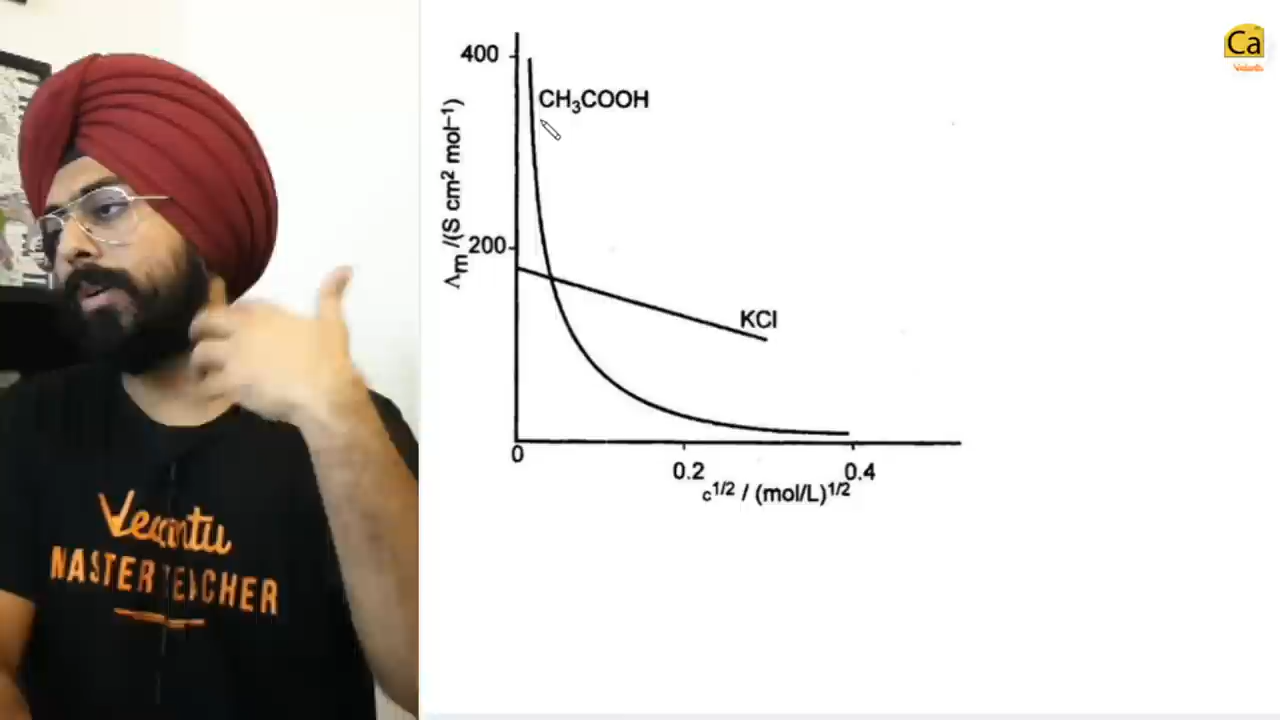 400
CH₃COOH
Λm /(S cm² mol⁻¹)
200
KCl
0
0.2
0.4
c¹/² / (mol/L)¹/²
Ca
Vedantu
Vedantu
MASTER TEACHER